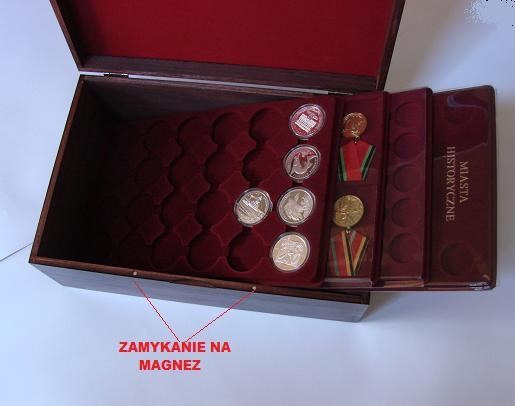 MIASTA
HISTORYCZNE
ZAMYKANIE NA
MAGNEZ